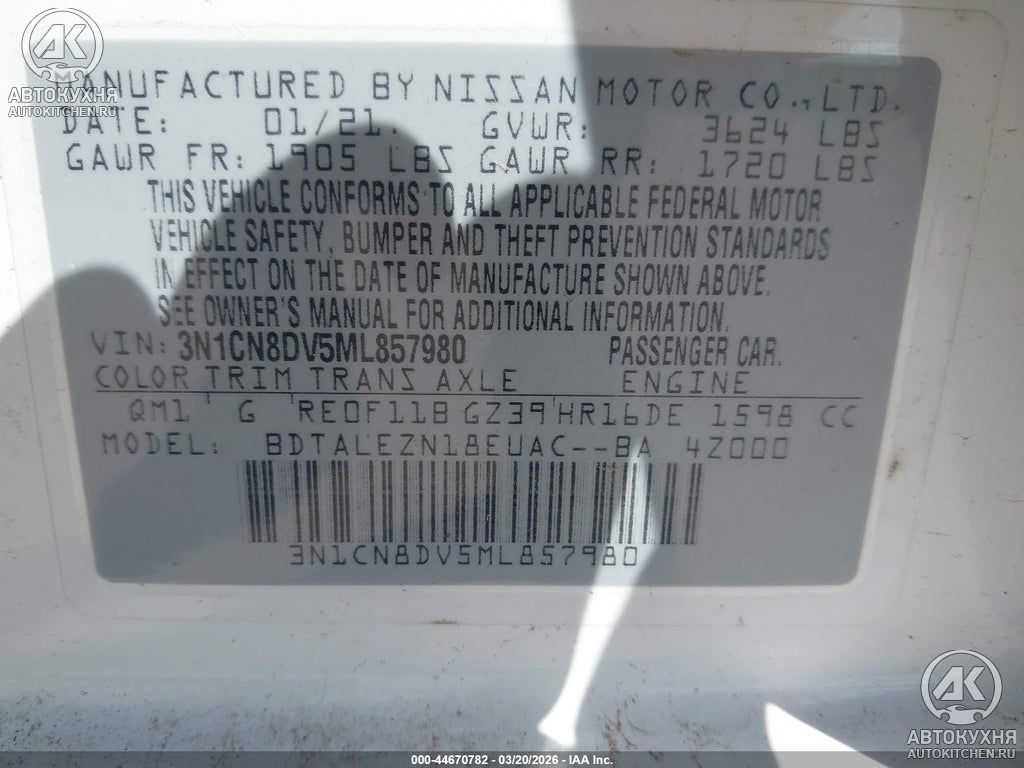 AK
АВТОКУХНЯ
AUTOKITCHEN.RU
MANUFACTURED BY NISSAN MOTOR CO.,LTD.
DATE: 01/21. GVWR: 3624 LBS
GAWR FR: 1905 LBS GAWR RR: 1720 LBS
THIS VEHICLE CONFORMS TO ALL APPLICABLE FEDERAL MOTOR
VEHICLE SAFETY, BUMPER AND THEFT PREVENTION STANDARDS
IN EFFECT ON THE DATE OF MANUFACTURE SHOWN ABOVE.
SEE OWNER'S MANUAL FOR ADDITIONAL INFORMATION.
VIN: 3N1CN8DV5ML857980 PASSENGER CAR.
COLOR TRIM TRANS AXLE ENGINE
QM1 G RE0F11B GZ39 HR16DE 1598 CC
MODEL: BDTALEZN18EUAC--BA 4Z000
3N1CN8DV5ML857980
AK
АВТОКУХНЯ
AUTOKITCHEN.RU
000-44670782 - 03/20/2026 - IAA Inc.